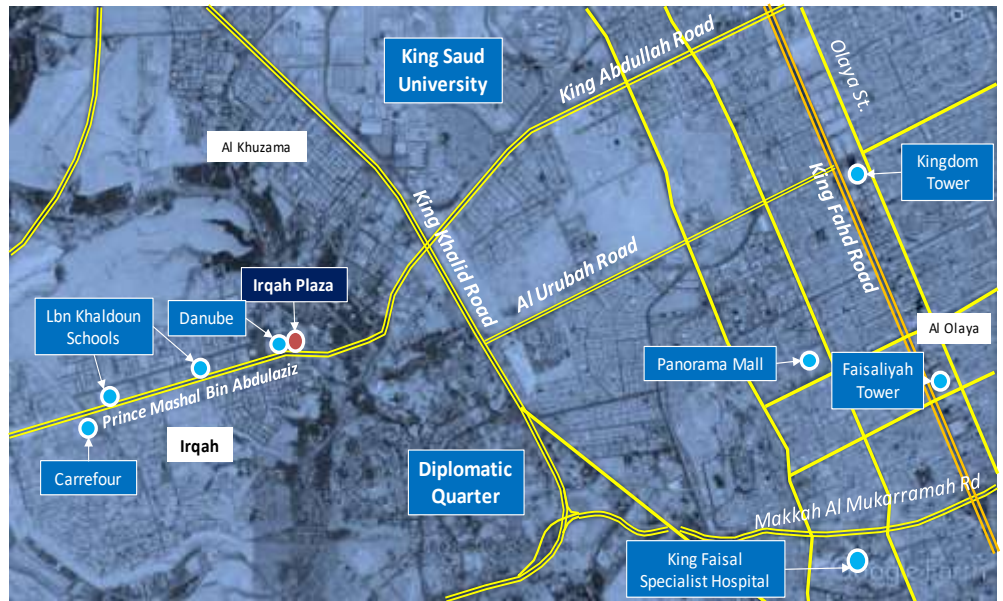 King Saud
University
King Abdullah Road
Olaya St.
Al Khuzama
Kingdom
Tower
King Khalid Road
King Fahd Road
Al Urubah Road
Irqah Plaza
Lbn Khaldoun
Schools
Danube
Al Olaya
Panorama Mall
Faisaliyah
Tower
Prince Mashal Bin Abdulaziz
Irqah
Carrefour
Diplomatic
Quarter
Makkah Al Mukarramah Rd
King Faisal
Specialist Hospital
Google Earth